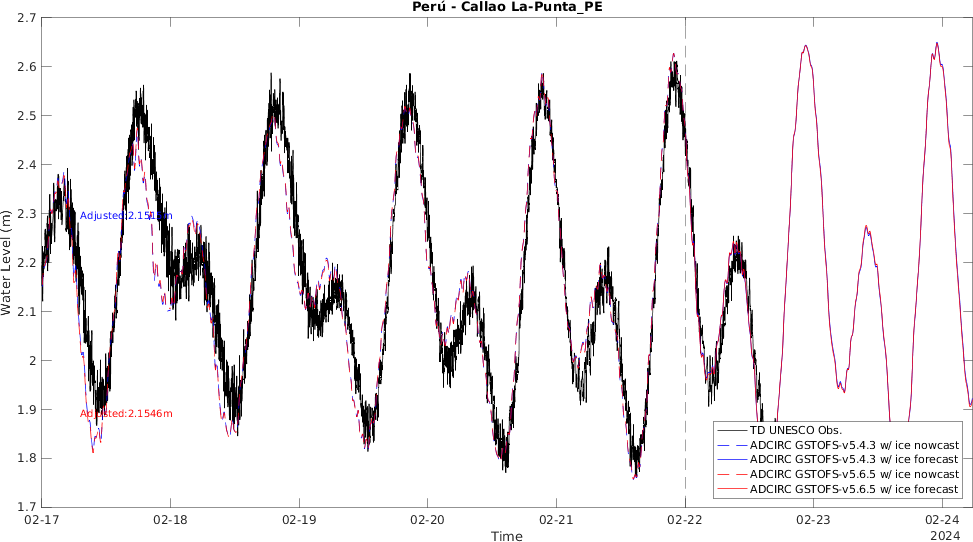 Perú - Callao La-Punta_PE
2.7
2.6
2.5
2.4
2.3
2.2
2.1
2
1.9
1.8
1.7
Water Level (m)
Adjusted:2.1546m
TD UNESCO Obs.
ADCIRC GSTOFS-v5.4.3 w/ ice nowcast
ADCIRC GSTOFS-v5.4.3 w/ ice forecast
ADCIRC GSTOFS-v5.6.5 w/ ice nowcast
ADCIRC GSTOFS-v5.6.5 w/ ice forecast
02-17 02-18 02-19 02-20 02-21 02-22 02-23 02-24
Time
2024